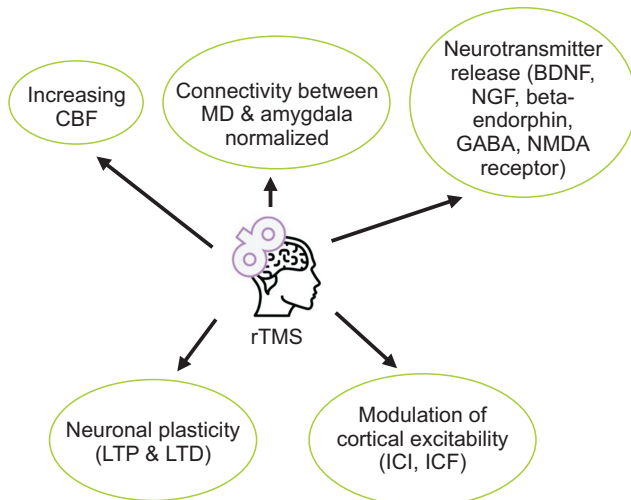 Increasing
CBF
Connectivity between
MD & amygdala
normalized
Neurotransmitter
release (BDNF,
NGF, beta-
endorphin,
GABA, NMDA
receptor)
rTMS
Neuronal plasticity
(LTP & LTD)
Modulation of
cortical excitability
(ICI, ICF)